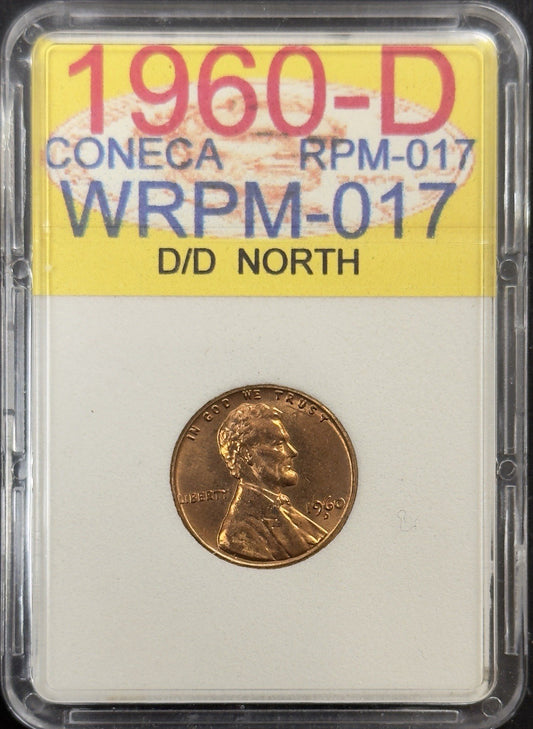 1960-D
CONECA RPM-017
WRPM-017
D/D NORTH
IN GOD WE TRUST
LIBERTY
1960
D